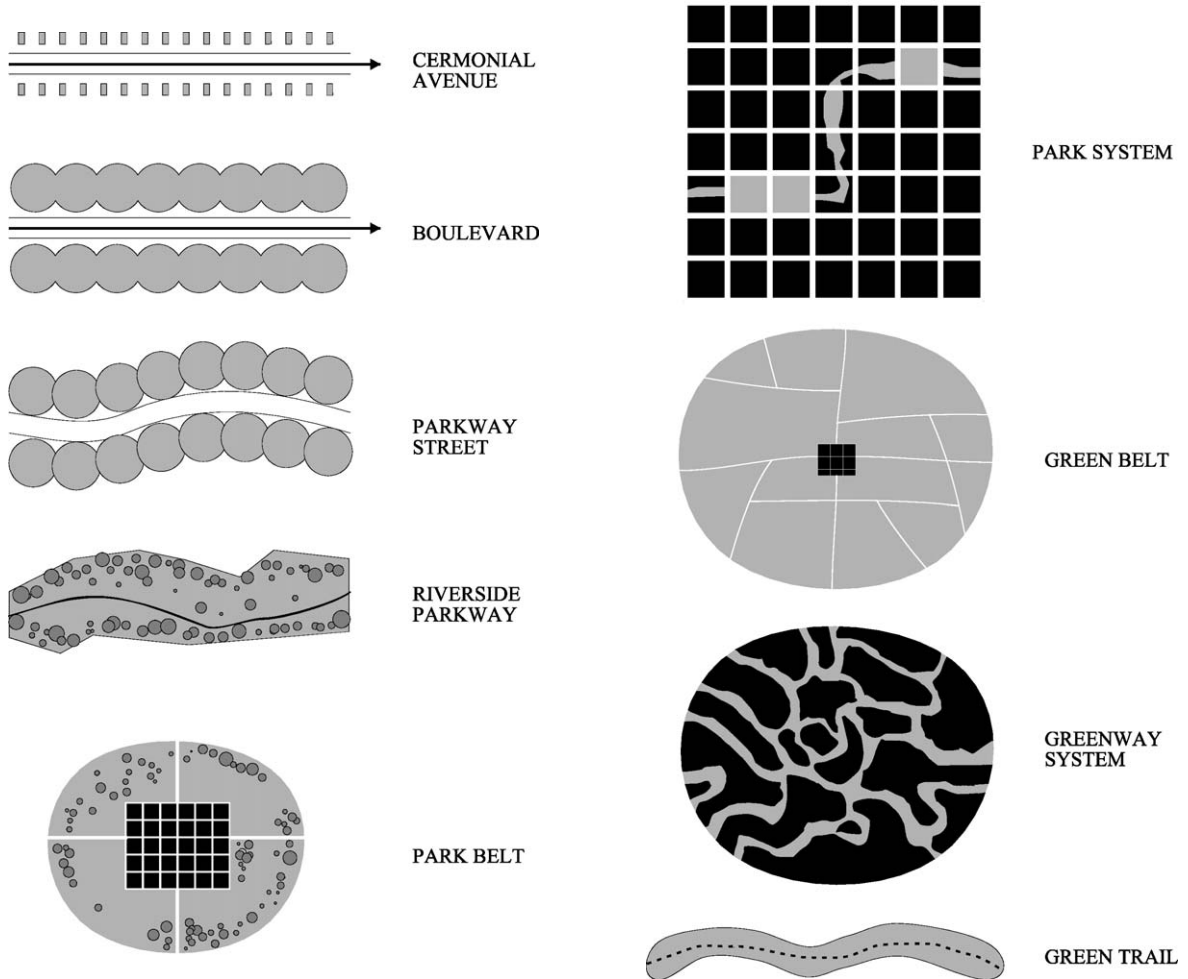 CERMONIAL
AVENUE
BOULEVARD
PARKWAY
STREET
RIVERSIDE
PARKWAY
PARK BELT
PARK SYSTEM
GREEN BELT
GREENWAY
SYSTEM
GREEN TRAIL